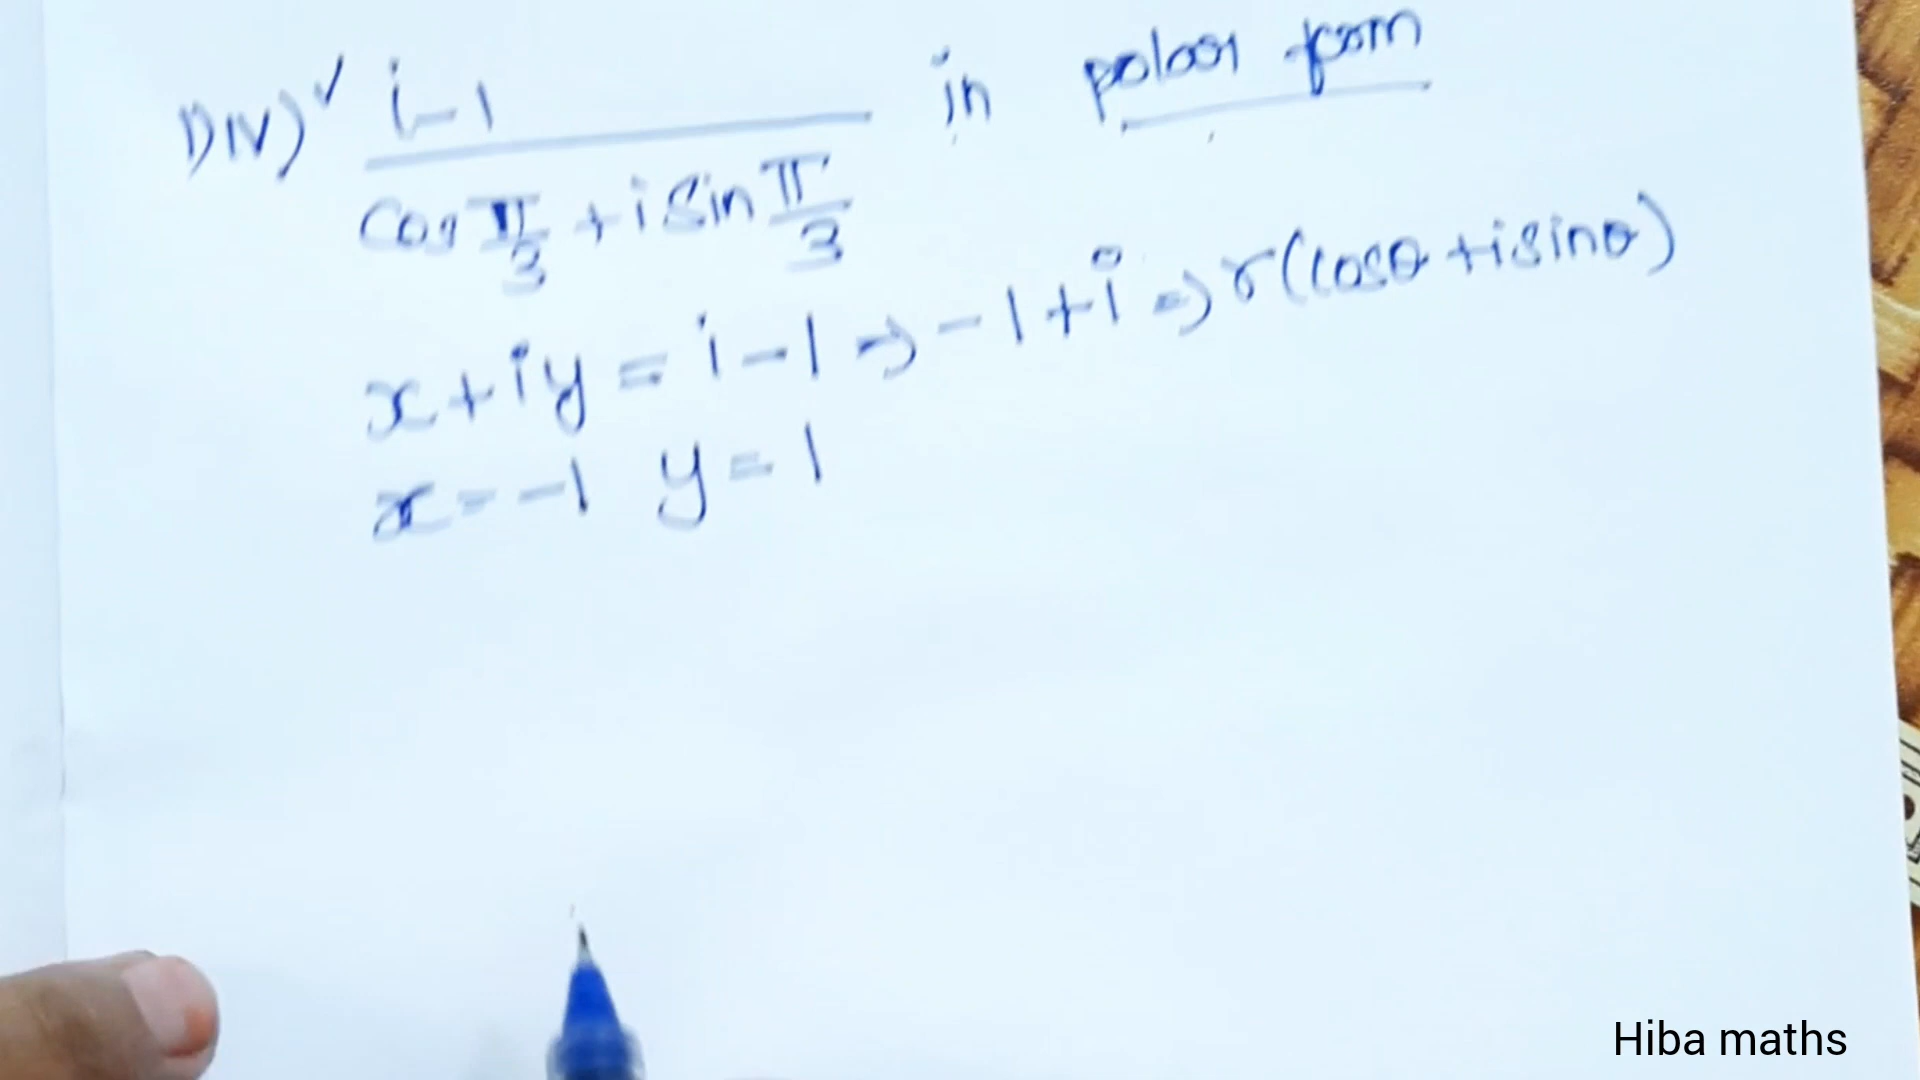 1) IV) ✓ i-1 / cos π/3 + i sin π/3 in polar form
x + iy = i - 1 ⇒ -1 + i ⇒ r(cosθ + i sinθ)
x = -1 y = 1
Hiba maths